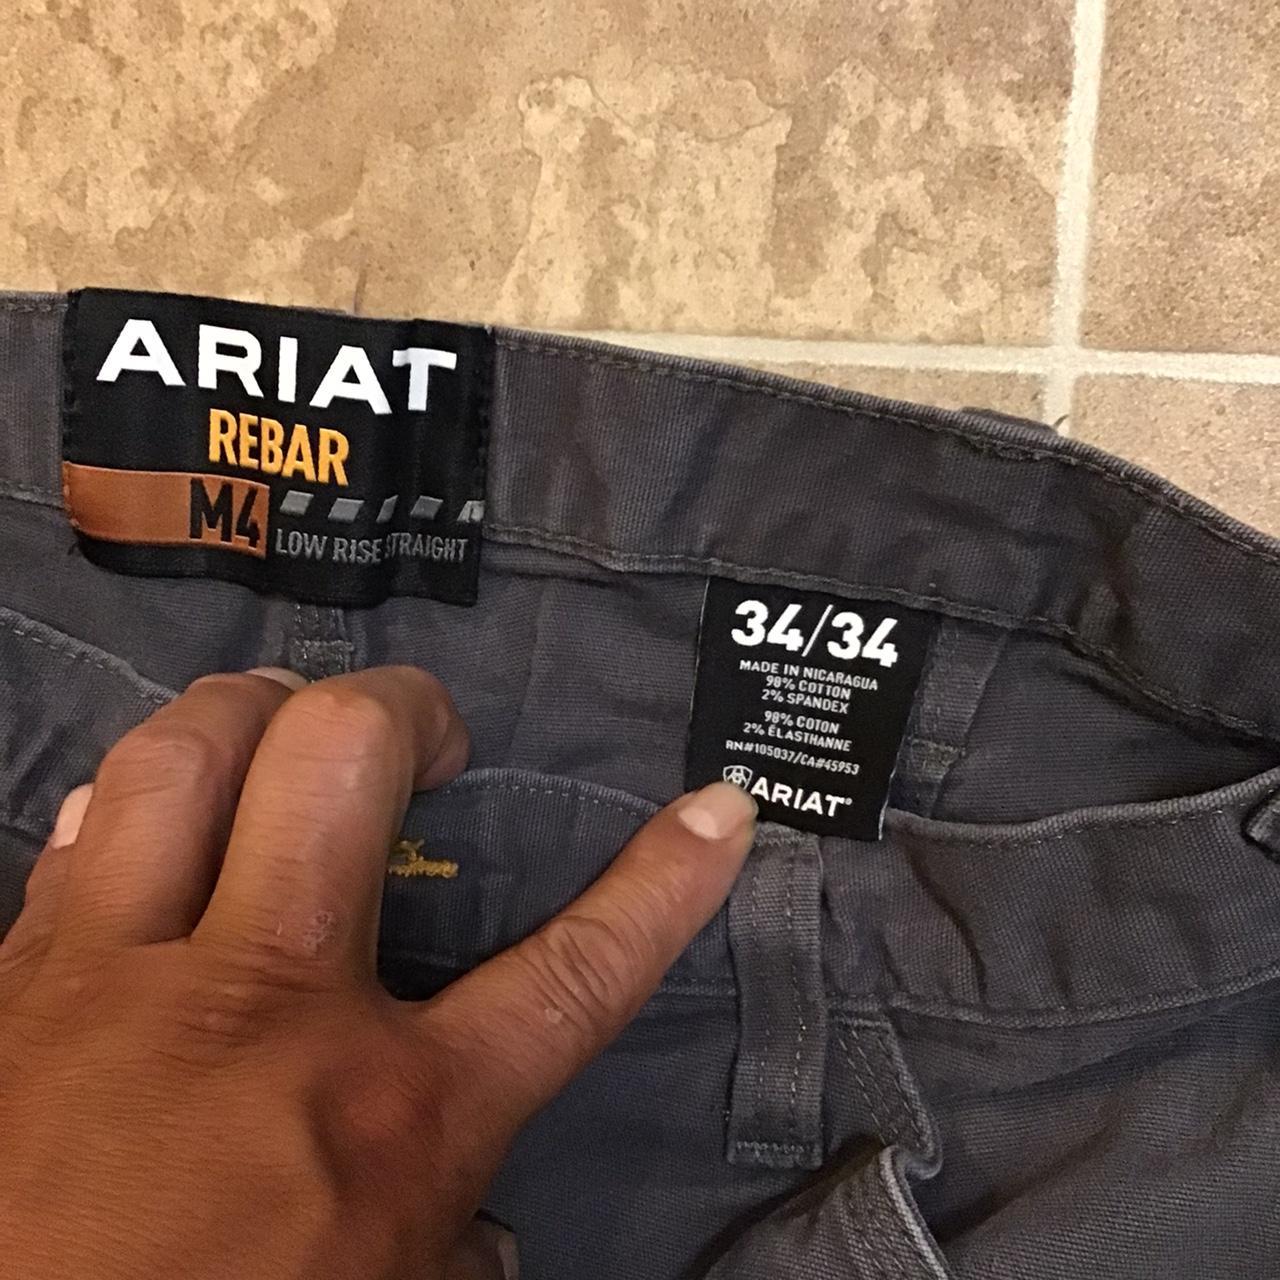 ARIAT
REBAR
M4
LOW RISE STRAIGHT
34/34
MADE IN NICARAGUA
98% COTTON
2% SPANDEX
98% COTON
2% ÉLASTHANNE
RN#105037/CA#45953
ARIAT®